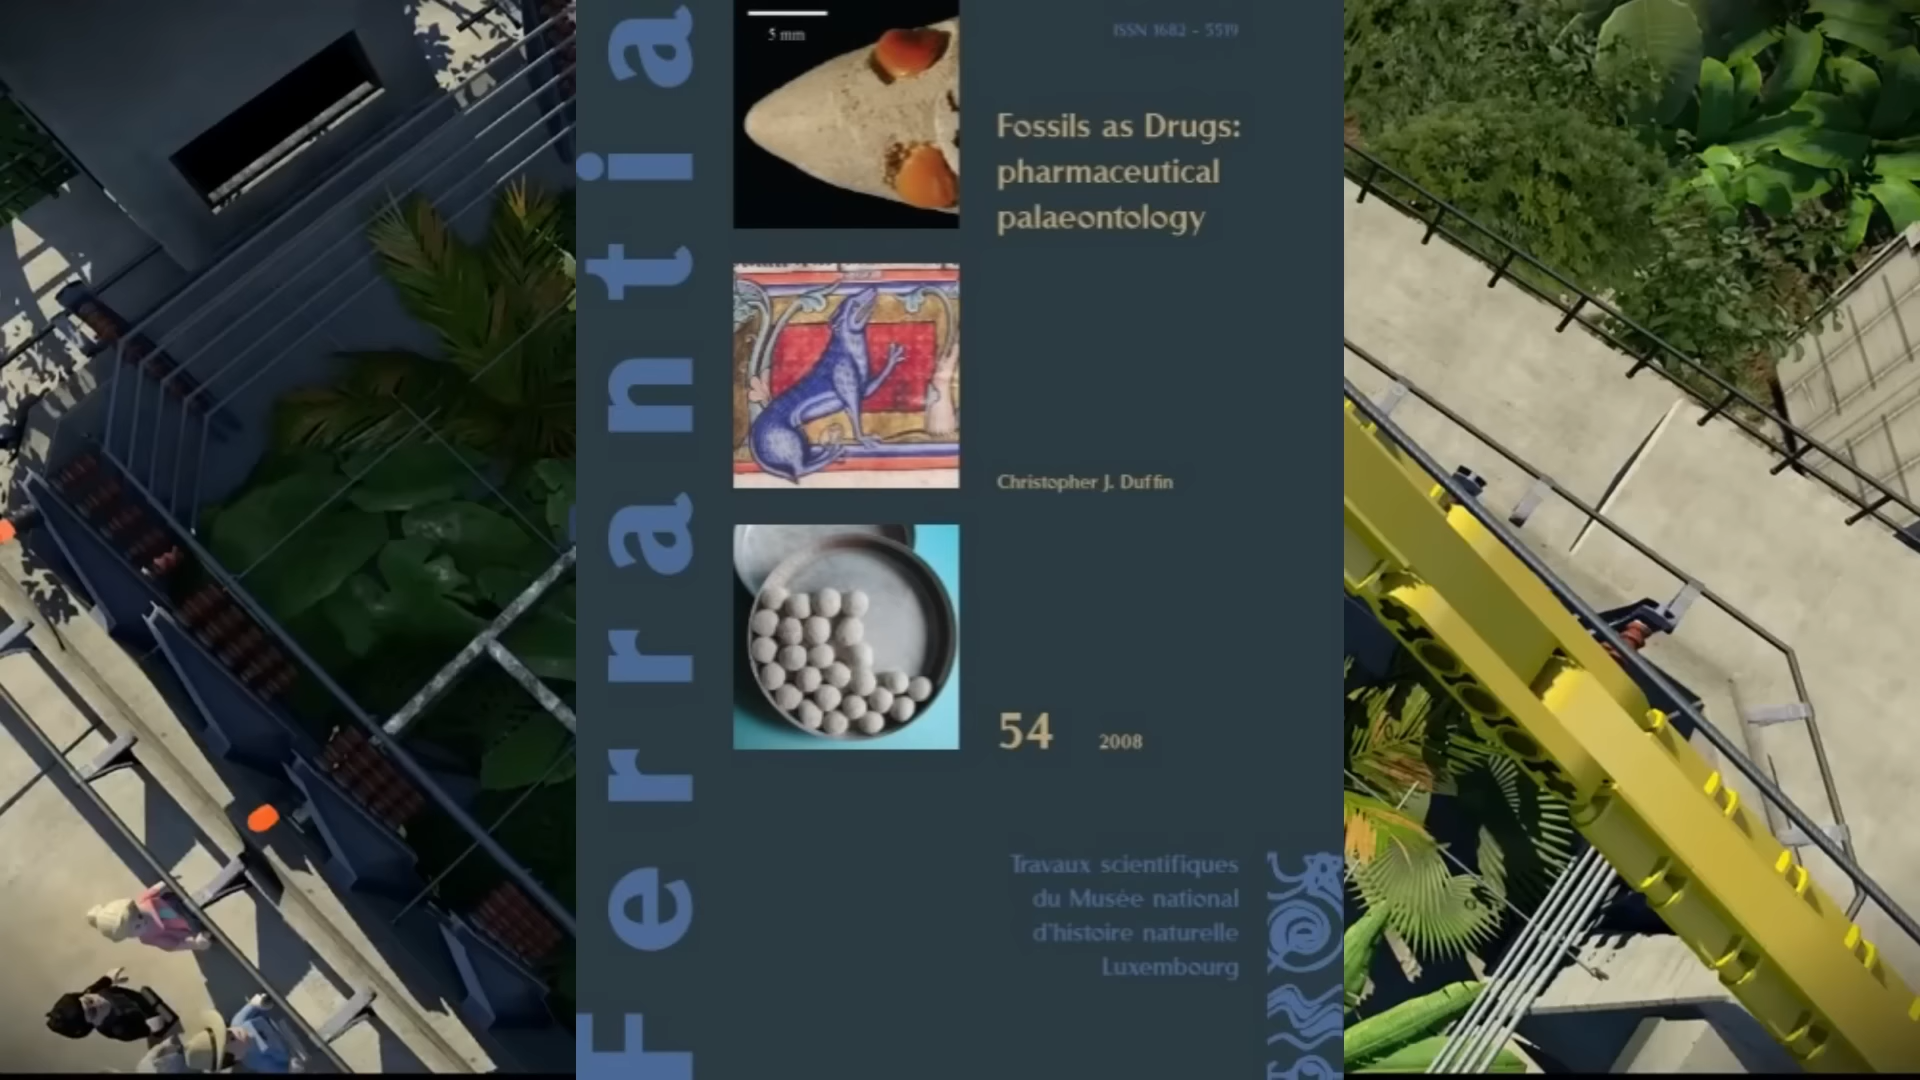 Ferrantia
5 mm
ISSN 1682 - 5519
Fossils as Drugs:
pharmaceutical
palaeontology
Christopher J. Duffin
54 2008
Travaux scientifiques
du Musée national
d'histoire naturelle
Luxembourg